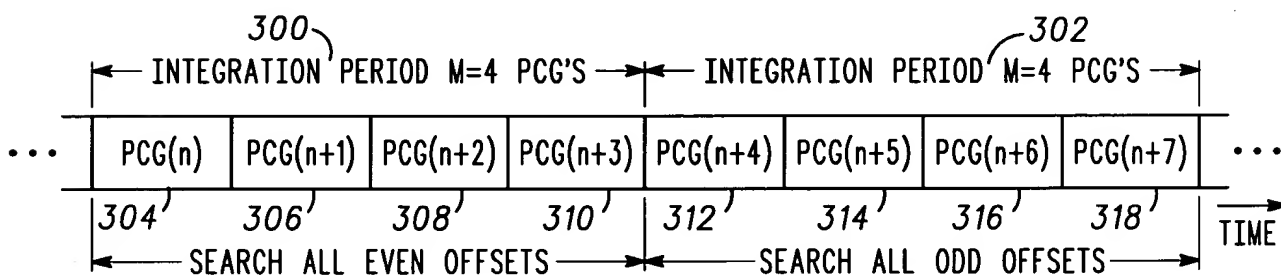 300 302
INTEGRATION PERIOD M=4 PCG'S INTEGRATION PERIOD M=4 PCG'S
••• PCG(n) PCG(n+1) PCG(n+2) PCG(n+3) PCG(n+4) PCG(n+5) PCG(n+6) PCG(n+7) •••
304 306 308 310 312 314 316 318
TIME
SEARCH ALL EVEN OFFSETS SEARCH ALL ODD OFFSETS